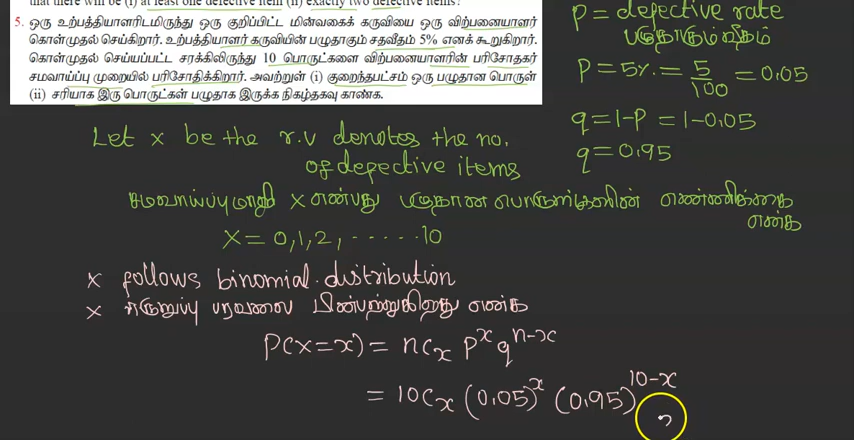 that there will be (i) at least one defective item (ii) exactly two defective items?
5. ஒரு உற்பத்தியாளரிடமிருந்து ஒரு குறிப்பிட்ட மின்வகைக் கருவியை ஒரு விற்பனையாளர்
கொள்முதல் செய்கிறார். உற்பத்தியாளர் கருவியின் பழுதாகும் சதவீதம் 5% எனக் கூறுகிறார்.
கொள்முதல் செய்யப்பட்ட சரக்கிலிருந்து 10 பொருட்களை விற்பனையாளரின் பரிசோதகர்
சமவாய்ப்பு முறையில் பரிசோதிக்கிறார். அவற்றுள் (i) குறைந்தபட்சம் ஒரு பழுதான பொருள்
(ii) சரியாக இரு பொருட்கள் பழுதாக இருக்க நிகழ்தகவு காண்க.
P = defective rate
பழுதாகும் வீதம்
P = 5% = 5/100 = 0.05
q = 1-P = 1-0.05
q = 0.95
Let x be the r.v denotes the no.
of defective items
சமவாய்ப்பு மாறி x என்பது பழுதான பொருள்களின் எண்ணிக்கை
என்க
X = 0,1,2, ...... 10
x follows binomial distribution
x ஈருறுப்பு பரவலை பின்பற்றுகிறது என்க
P(X=x) = nCₓ pˣ qⁿ⁻ˣ
= 10Cₓ (0.05)ˣ (0.95)¹⁰⁻ˣ